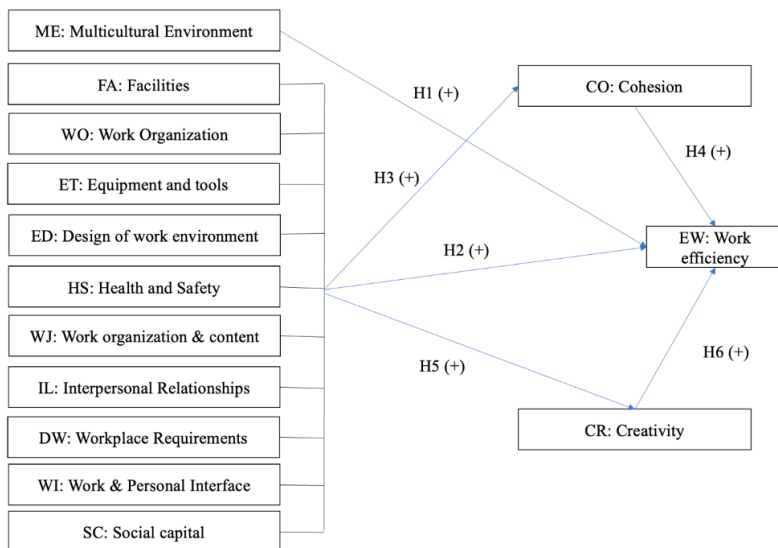 ME: Multicultural Environment
FA: Facilities
WO: Work Organization
ET: Equipment and tools
ED: Design of work environment
HS: Health and Safety
WJ: Work organization & content
IL: Interpersonal Relationships
DW: Workplace Requirements
WI: Work & Personal Interface
SC: Social capital
H1 (+)
H3 (+)
H2 (+)
H5 (+)
CO: Cohesion
H4 (+)
EW: Work
efficiency
H6 (+)
CR: Creativity